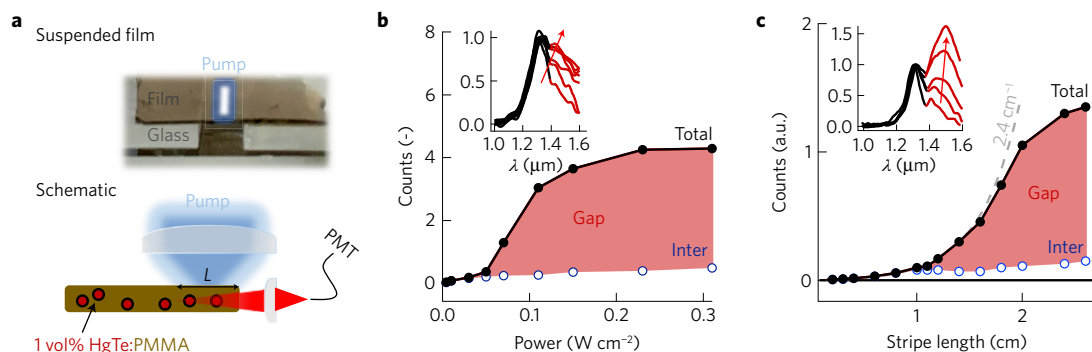 a
Suspended film
Pump
Film
Glass
Schematic
Pump
L
PMT
1 vol% HgTe:PMMA
b
8
6
4
2
0
Counts (-)
0.0
0.1
0.2
0.3
Power (W cm⁻²)
1.0
0.5
0.0
1.0
1.2
1.4
1.6
λ (μm)
Total
Gap
Inter
c
2
1
0
Counts (a.u.)
1
2
Stripe length (cm)
1.5
1.0
0.5
0.0
1.0
1.2
1.4
1.6
λ (μm)
2.4 cm⁻¹
Total
Gap
Inter